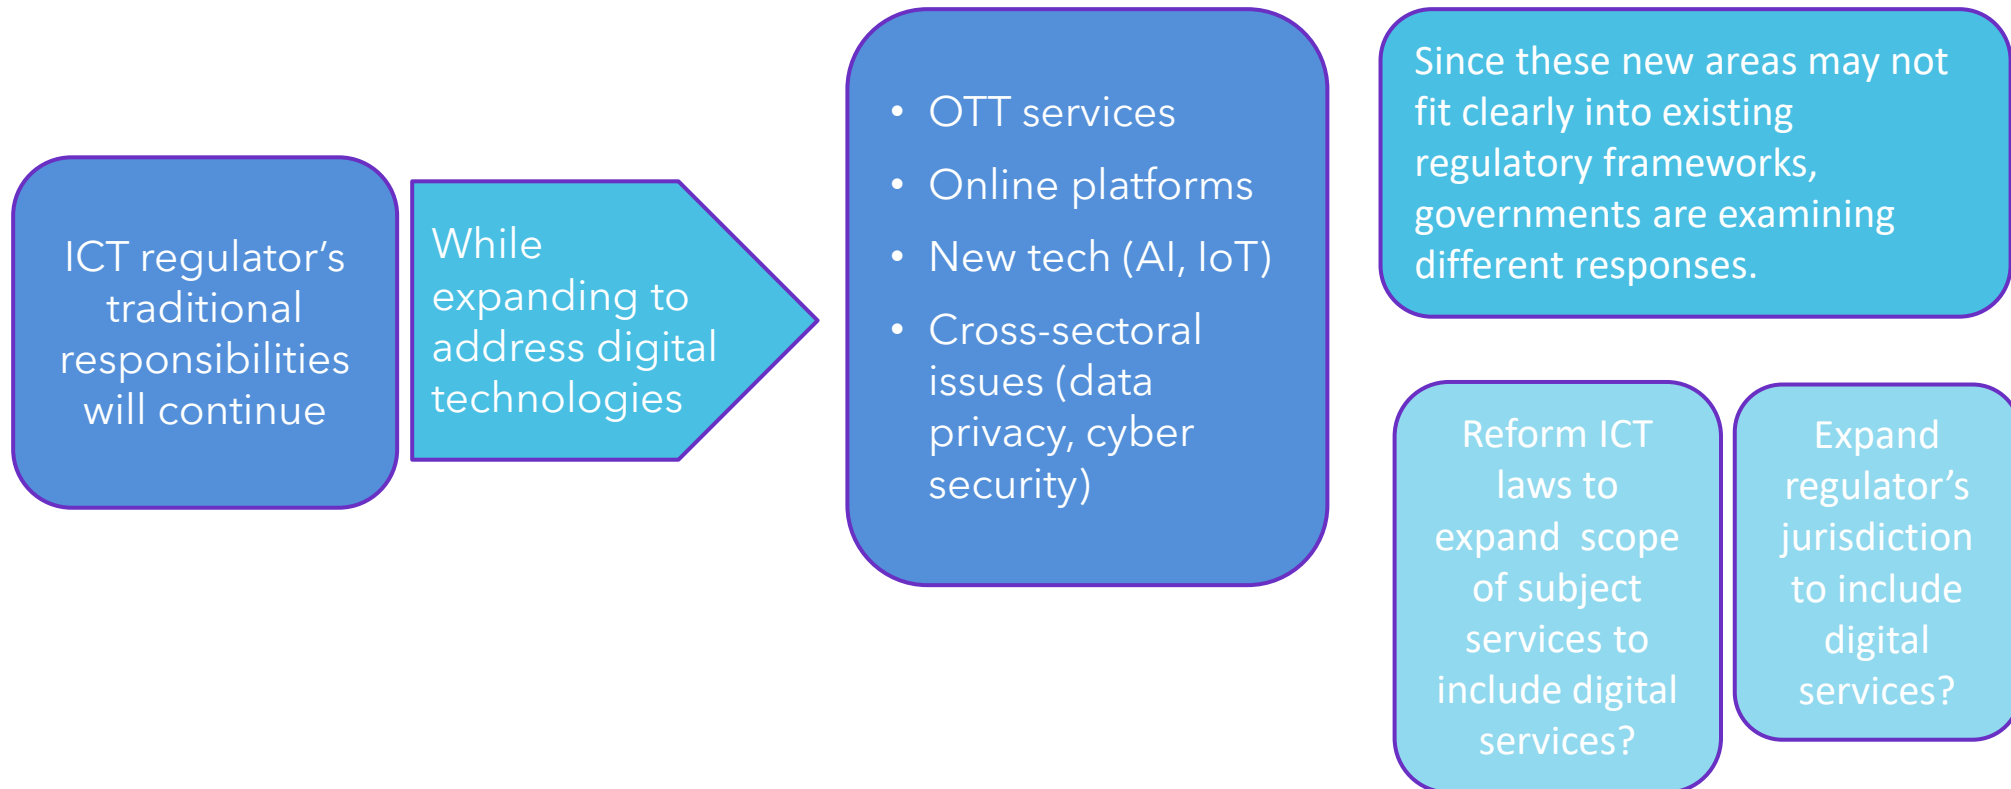 ICT regulator’s
traditional
responsibilities
will continue
While
expanding to
address digital
technologies
• OTT services
• Online platforms
• New tech (AI, IoT)
• Cross-sectoral
issues (data
privacy, cyber
security)
Since these new areas may not
fit clearly into existing
regulatory frameworks,
governments are examining
different responses.
Reform ICT
laws to
expand  scope
of subject
services to
include digital
services?
Expand
regulator’s
jurisdiction
to include
digital
services?